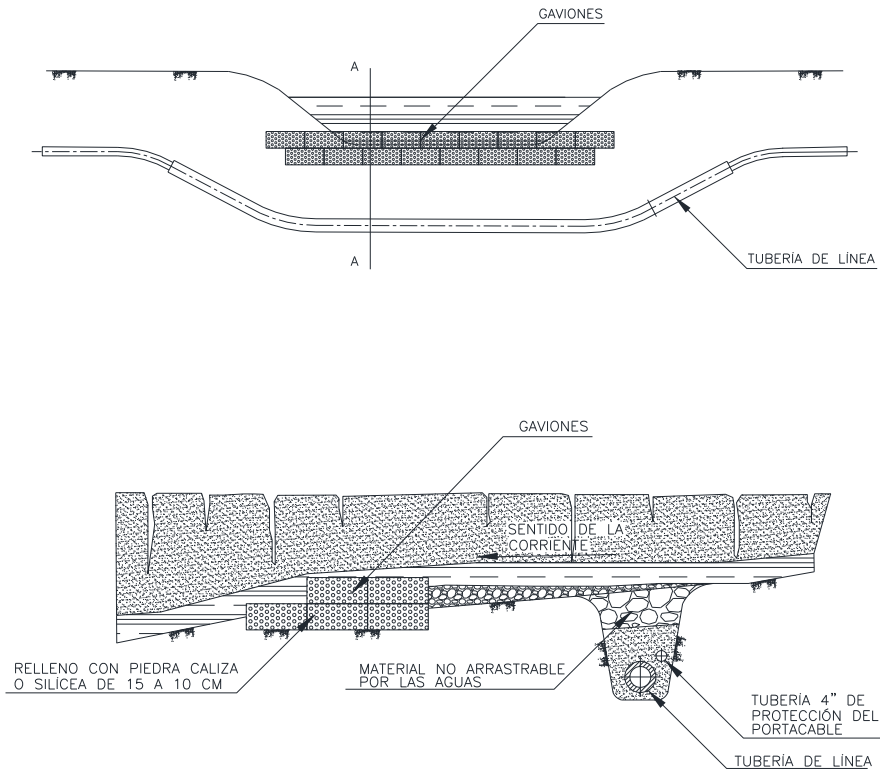 GAVIONES
A
A
TUBERÍA DE LÍNEA
GAVIONES
SENTIDO DE LA
CORRIENTE
RELLENO CON PIEDRA CALIZA
O SILÍCEA DE 15 A 10 CM
MATERIAL NO ARRASTRABLE
POR LAS AGUAS
TUBERÍA 4" DE
PROTECCIÓN DEL
PORTACABLE
TUBERÍA DE LÍNEA